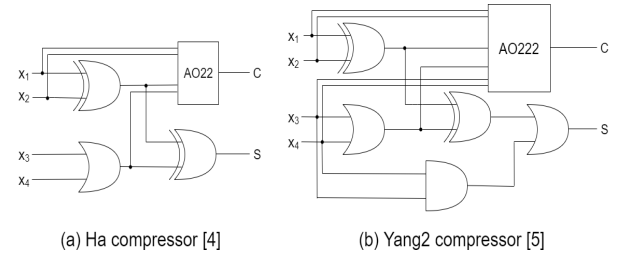 x1
x2
x3
x4
AO22
C
S
x1
x2
x3
x4
AO222
C
S
(a) Ha compressor [4]
(b) Yang2 compressor [5]